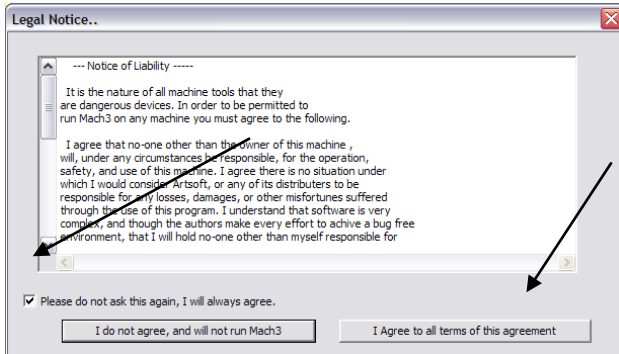 Legal Notice..
--- Notice of Liability -----
It is the nature of all machine tools that they
are dangerous devices. In order to be permitted to
run Mach3 on any machine you must agree to the following.
I agree that no-one other than the owner of this machine ,
will, under any circumstances be responsible, for the operation,
safety, and use of this machine. I agree there is no situation under
which I would consider Artsoft, or any of its distributers to be
responsible for any losses, damages, or other misfortunes suffered
through the use of this program. I understand that software is very
complex, and though the authors make every effort to achive a bug free
environment, that I will hold no-one other than myself responsible for
Please do not ask this again, I will always agree.
I do not agree, and will not run Mach3
I Agree to all terms of this agreement